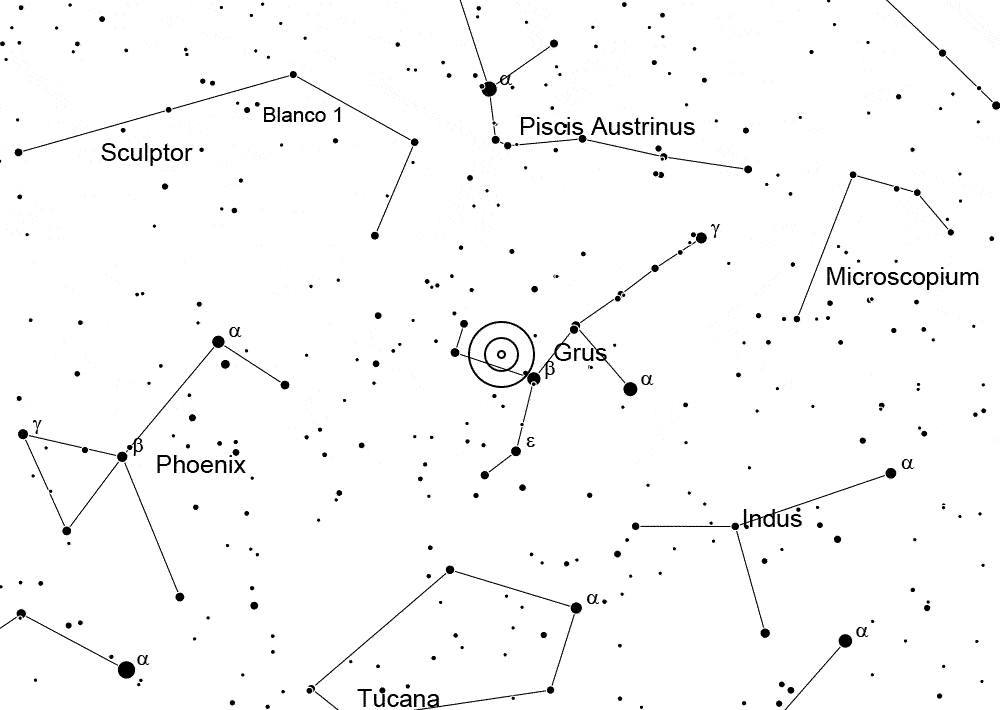 α
Blanco 1
Piscis Austrinus
Sculptor
γ
Microscopium
α
Grus
β
α
γ
β
ε
Phoenix
α
Indus
α
α
α
Tucana